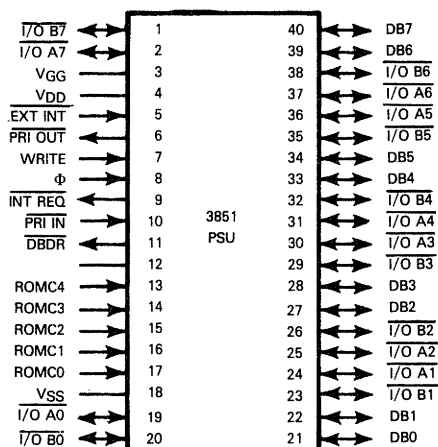 I/O B7 1 40 DB7
I/O A7 2 39 DB6
VGG 3 38 I/O B6
VDD 4 37 I/O A6
EXT INT 5 36 I/O A5
PRI OUT 6 35 I/O B5
WRITE 7 34 DB5
Φ 8 33 DB4
INT REQ 9 32 I/O B4
PRI IN 10 3851 31 I/O A4
DBDR 11 PSU 30 I/O A3
12 29 I/O B3
ROMC4 13 28 DB3
ROMC3 14 27 DB2
ROMC2 15 26 I/O B2
ROMC1 16 25 I/O A2
ROMC0 17 24 I/O A1
VSS 18 23 I/O B1
I/O A0 19 22 DB1
I/O B0 20 21 DB0